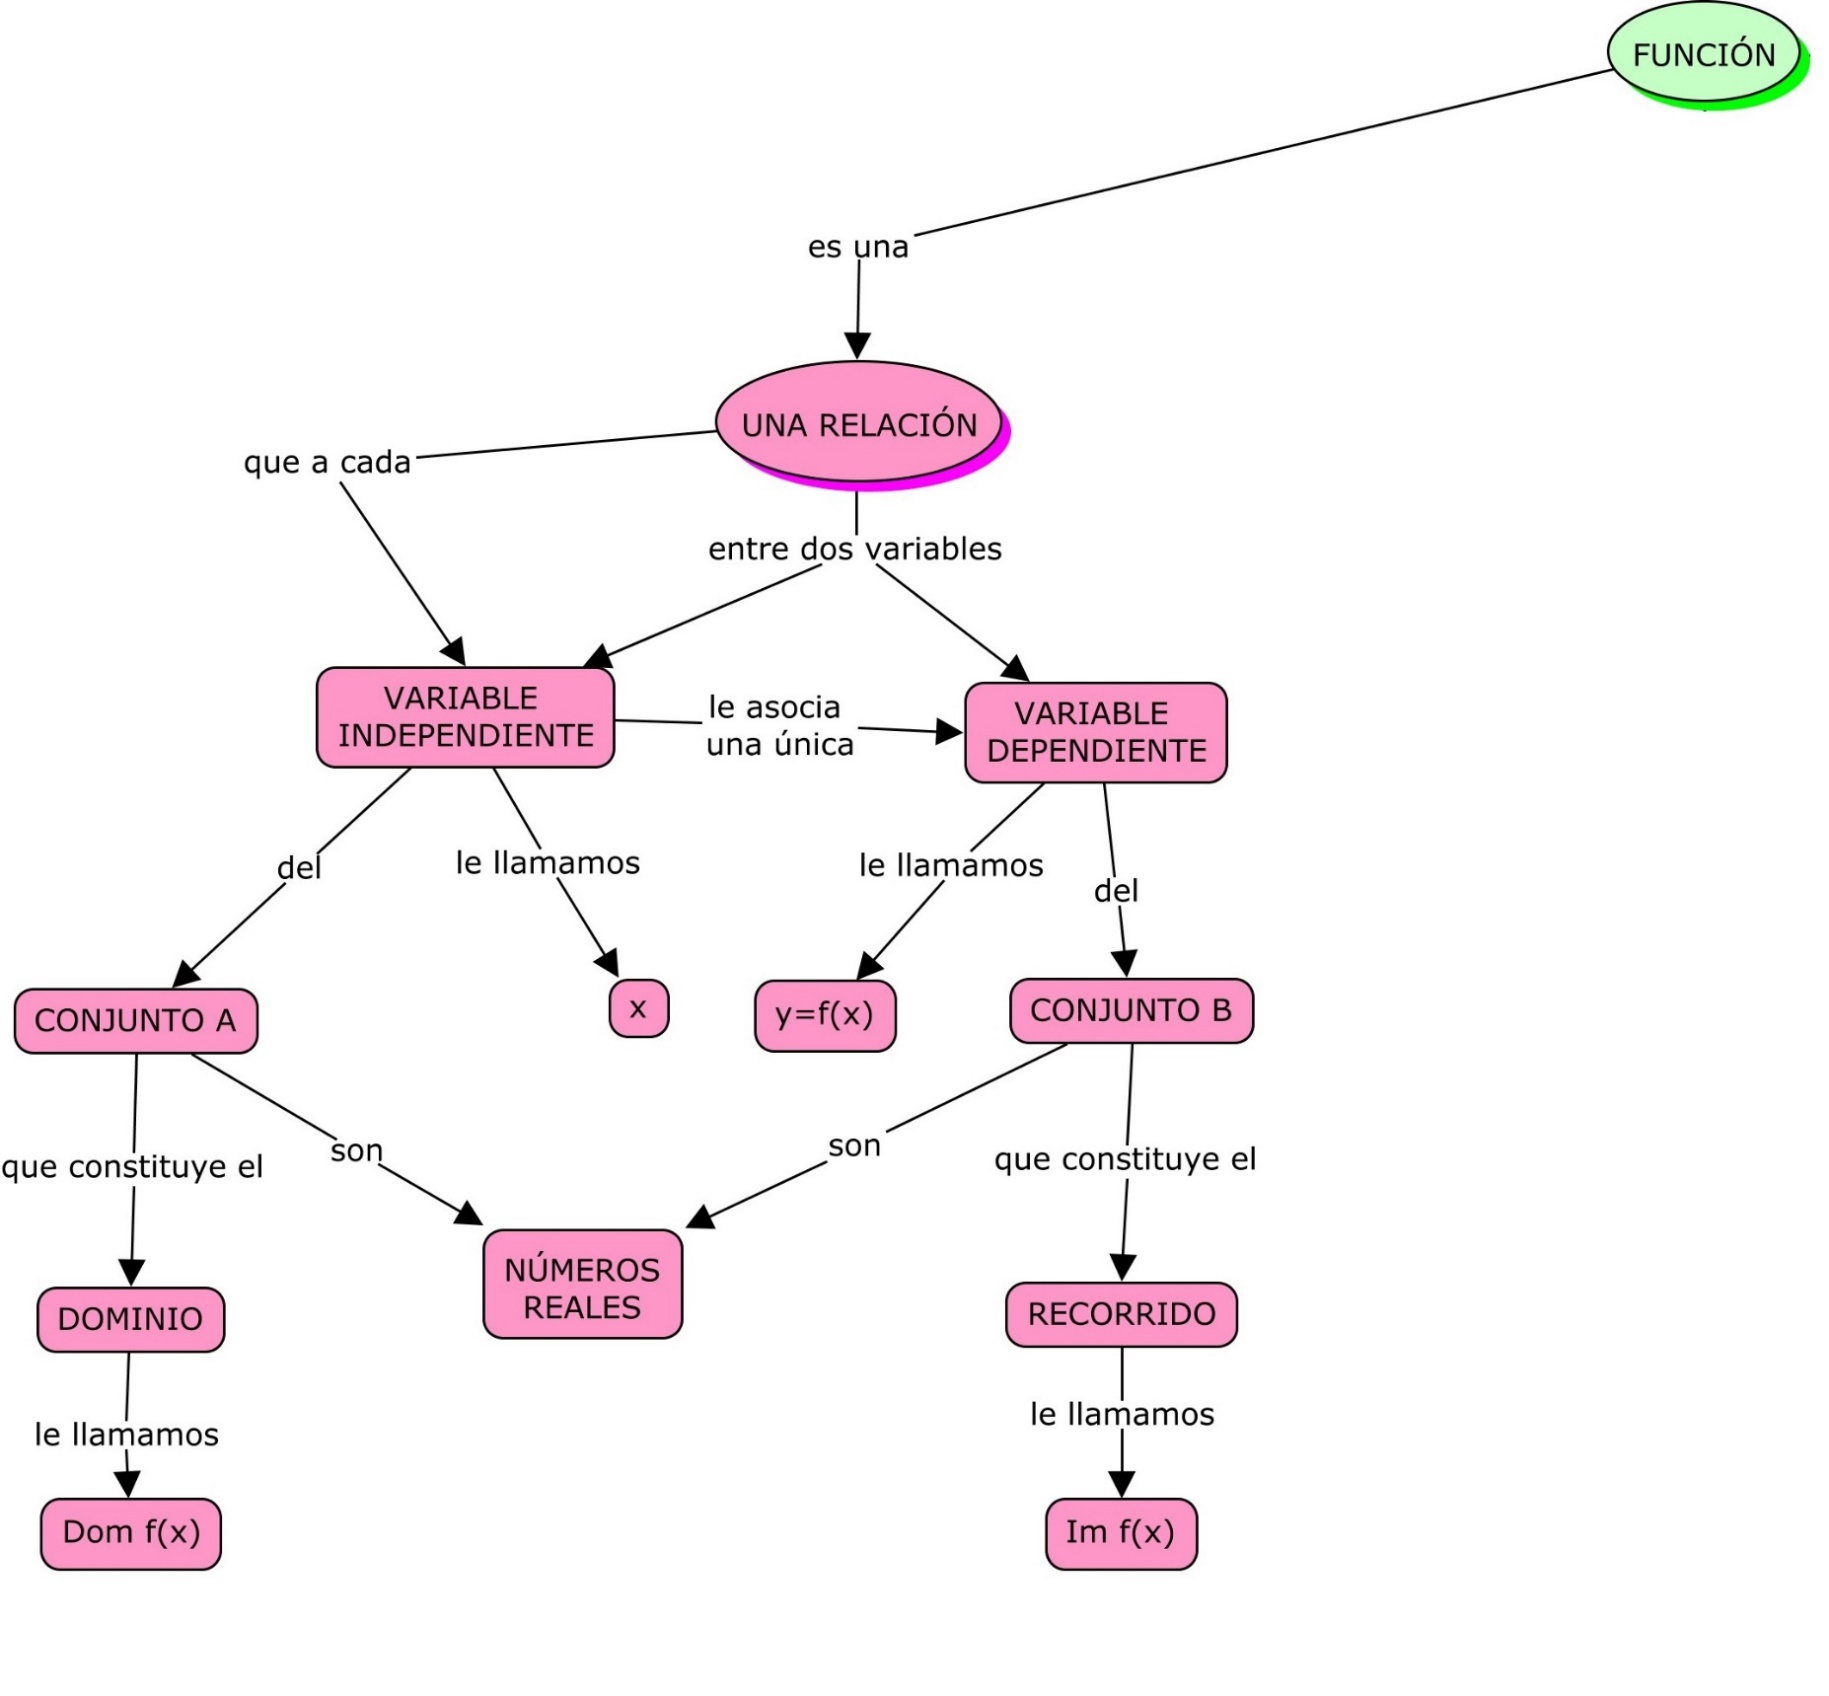 FUNCIÓN
es una
UNA RELACIÓN
que a cada
entre dos variables
VARIABLE
INDEPENDIENTE
le asocia
una única
VARIABLE
DEPENDIENTE
del
le llamamos
le llamamos
del
CONJUNTO A
x
y=f(x)
CONJUNTO B
que constituye el
son
son
que constituye el
NÚMEROS
REALES
DOMINIO
RECORRIDO
le llamamos
le llamamos
Dom f(x)
Im f(x)